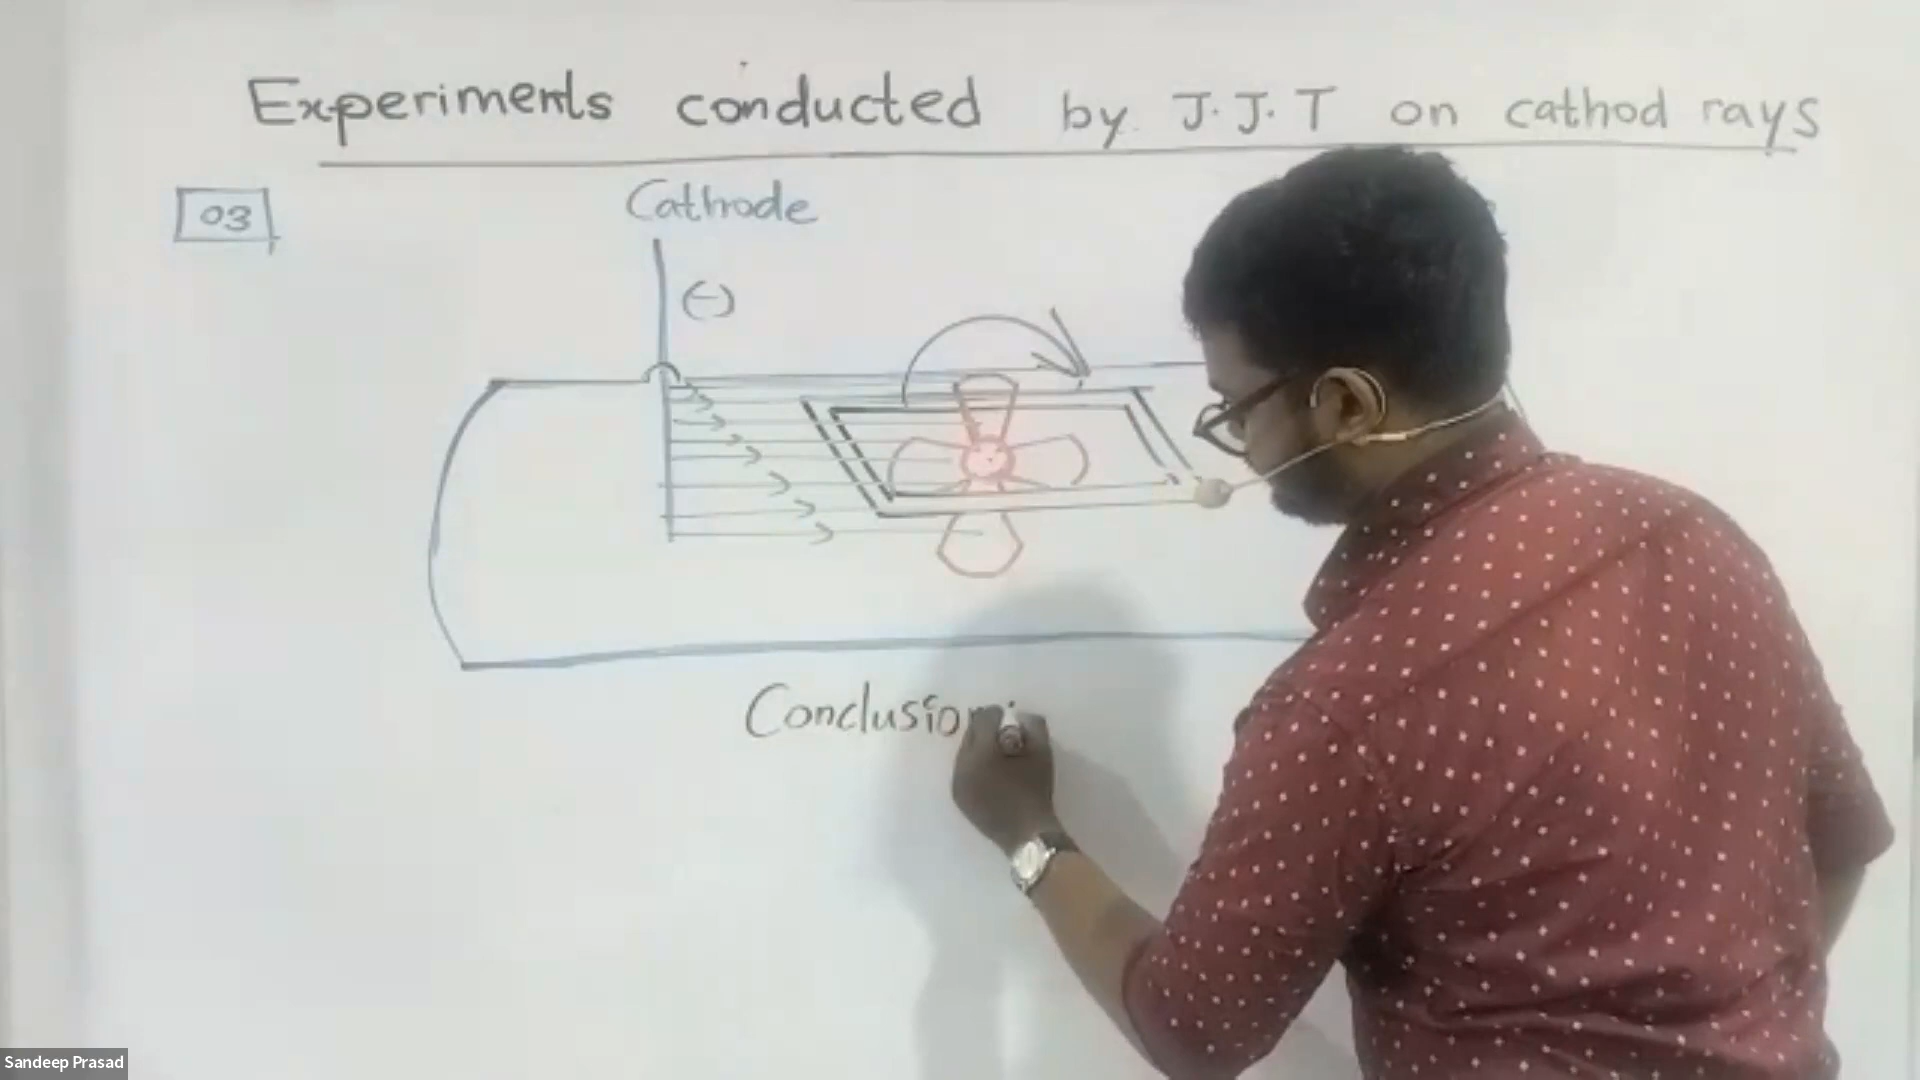 Experiments conducted by J.J.T on cathod rays
03
Cathode
(-)
Conclusion
Sandeep Prasad